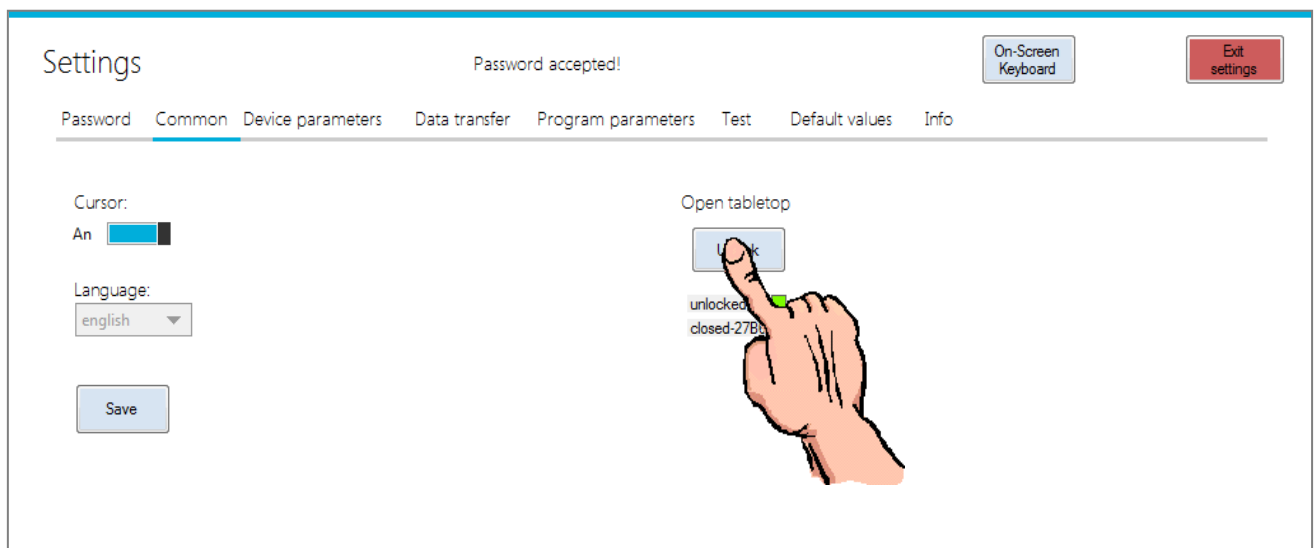 Settings
Password accepted!
On-Screen
Keyboard
Exit
settings
Password Common Device parameters Data transfer Program parameters Test Default values Info
Cursor:
An
Language:
english
Save
Open tabletop
unlocked